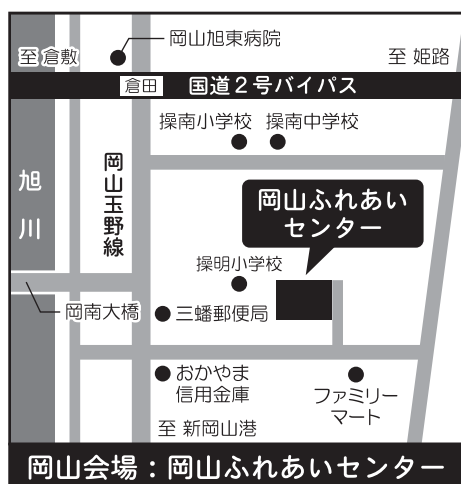 岡山旭東病院
至 倉敷
至 姫路
倉田
国道2号バイパス
操南小学校
操南中学校
旭川
岡山玉野線
岡山ふれあい
センター
操明小学校
岡南大橋
三蟠郵便局
おかやま
信用金庫
ファミリー
マート
至 新岡山港
岡山会場：岡山ふれあいセンター